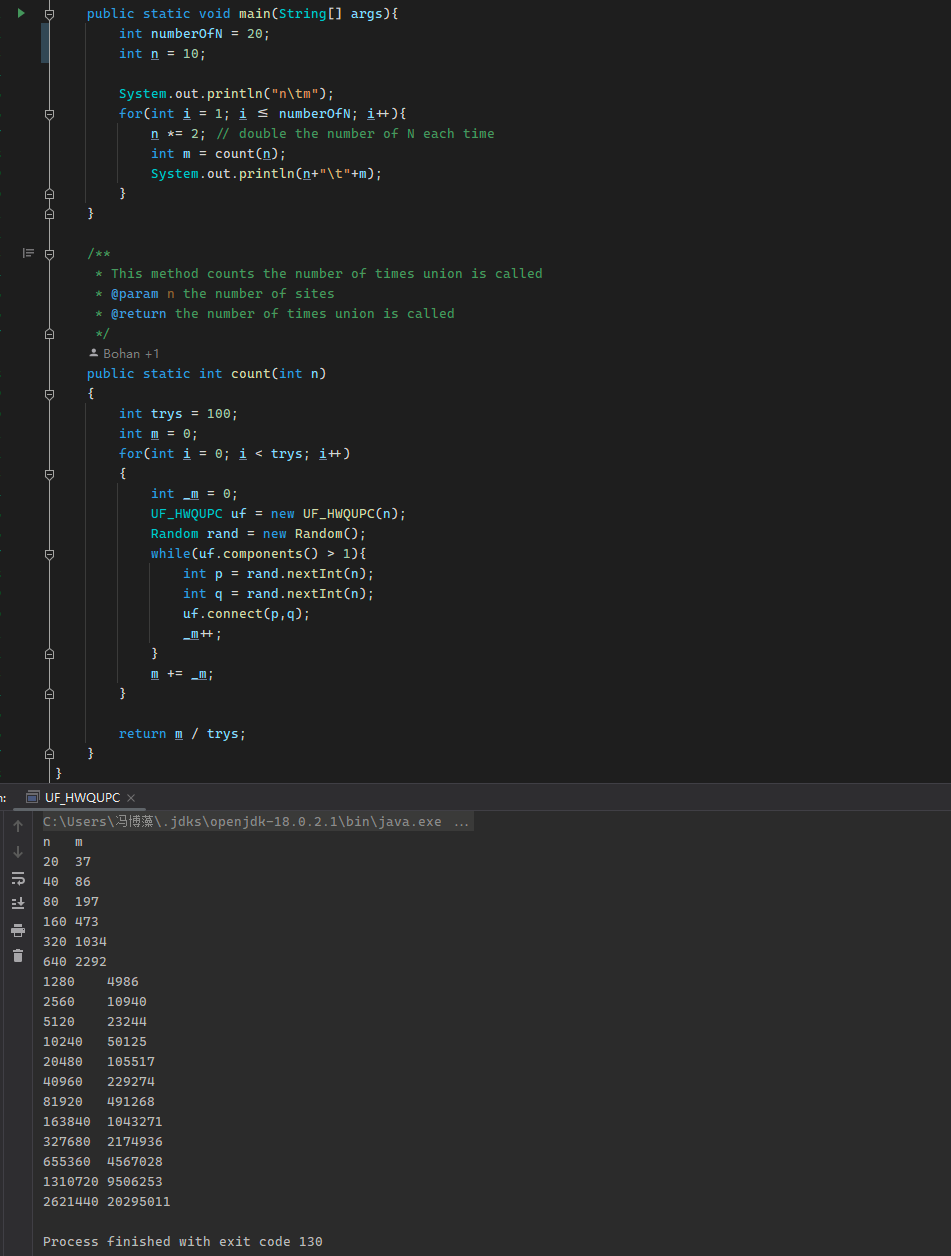 public static void main(String[] args){
int numberOfN = 20;
int n = 10;
System.out.println("n\tm");
for(int i = 1; i ≤ numberOfN; i++){
n *= 2; // double the number of N each time
int m = count(n);
System.out.println(n+"\t"+m);
}
}
/**
* This method counts the number of times union is called
* @param n the number of sites
* @return the number of times union is called
*/
Bohan +1
public static int count(int n)
{
int trys = 100;
int m = 0;
for(int i = 0; i < trys; i++)
{
int _m = 0;
UF_HWQUPC uf = new UF_HWQUPC(n);
Random rand = new Random();
while(uf.components() > 1){
int p = rand.nextInt(n);
int q = rand.nextInt(n);
uf.connect(p,q);
_m++;
}
m += _m;
}
return m / trys;
}
}
n: UF_HWQUPC ×
C:\Users\冯博藻\.jdks\openjdk-18.0.2.1\bin\java.exe ...
n m
20 37
40 86
80 197
160 473
320 1034
640 2292
1280 4986
2560 10940
5120 23244
10240 50125
20480 105517
40960 229274
81920 491268
163840 1043271
327680 2174936
655360 4567028
1310720 9506253
2621440 20295011
Process finished with exit code 130